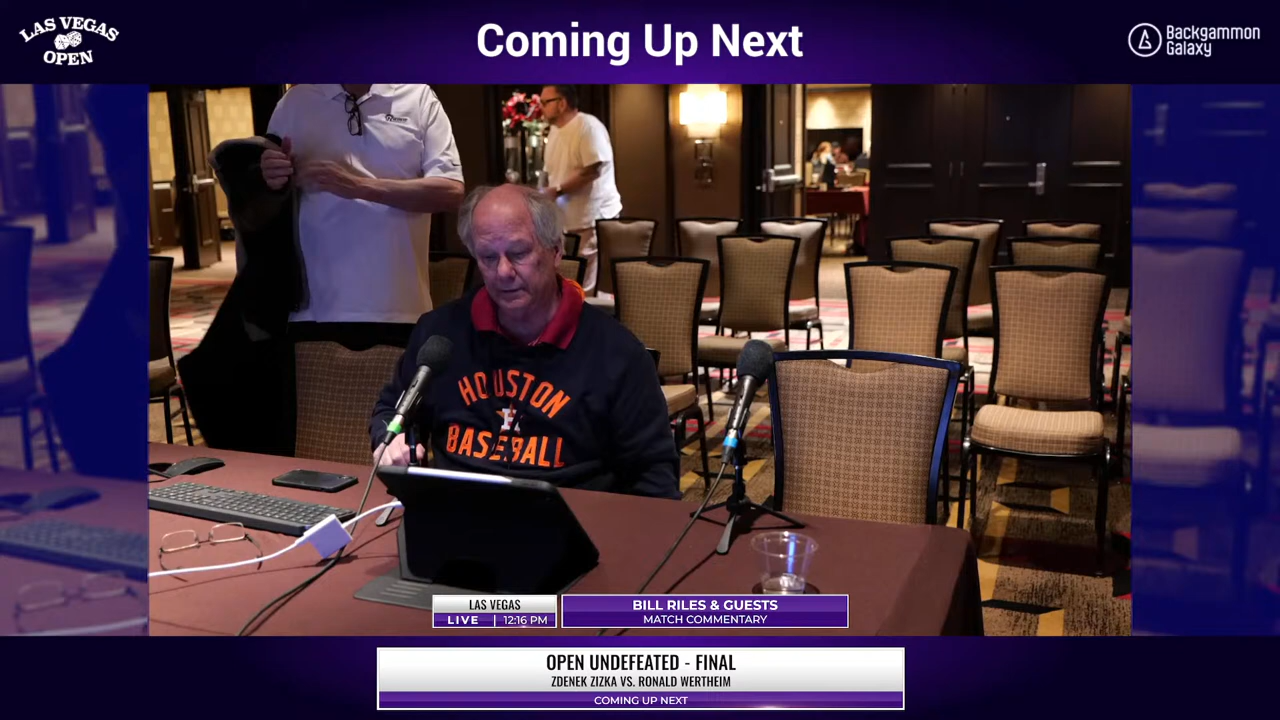 LAS VEGAS
OPEN
Coming Up Next
Backgammon
Galaxy
HOUSTON
H
BASEBALL
LAS VEGAS
LIVE | 12:16 PM
BILL RILES & GUESTS
MATCH COMMENTARY
OPEN UNDEFEATED - FINAL
ZDENEK ZIZKA VS. RONALD WERTHEIM
COMING UP NEXT